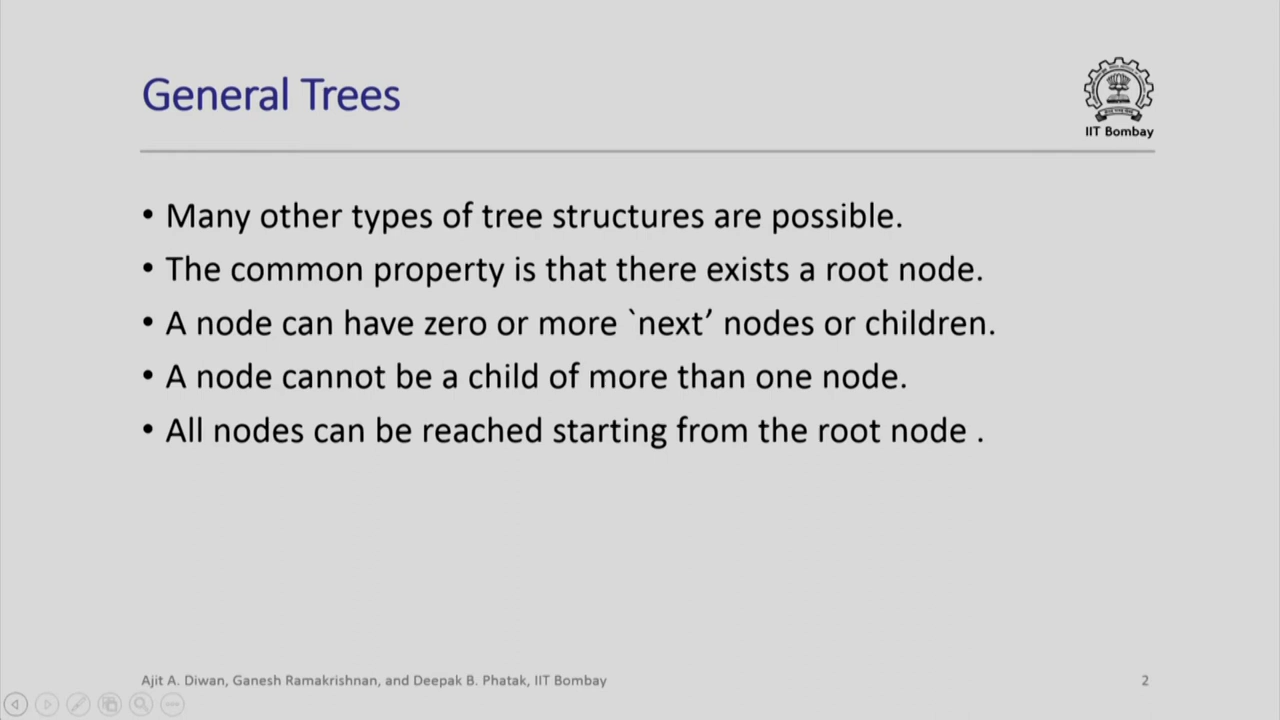 General Trees
IIT Bombay
• Many other types of tree structures are possible.
• The common property is that there exists a root node.
• A node can have zero or more `next’ nodes or children.
• A node cannot be a child of more than one node.
• All nodes can be reached starting from the root node .
Ajit A. Diwan, Ganesh Ramakrishnan, and Deepak B. Phatak, IIT Bombay
2